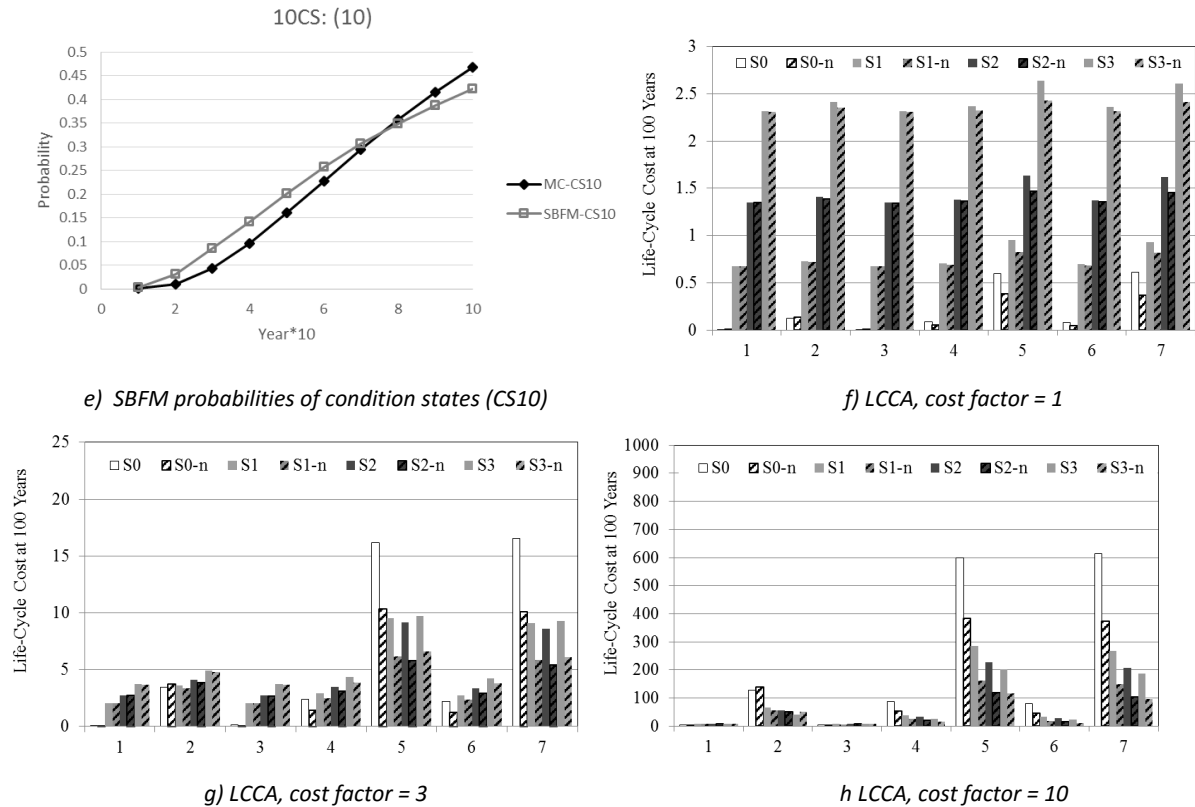 10CS: (10)
Probability
0.5
0.45
0.4
0.35
0.3
0.25
0.2
0.15
0.1
0.05
0
0 2 4 6 8 10
Year*10
MC-CS10
SBFM-CS10
e) SBFM probabilities of condition states (CS10)
Life-Cycle Cost at 100 Years
3
2.5
2
1.5
1
0.5
0
S0 S0-n S1 S1-n S2 S2-n S3 S3-n
1 2 3 4 5 6 7
f) LCCA, cost factor = 1
Life-Cycle Cost at 100 Years
25
20
15
10
5
0
S0 S0-n S1 S1-n S2 S2-n S3 S3-n
1 2 3 4 5 6 7
g) LCCA, cost factor = 3
Life-Cycle Cost at 100 Years
1000
900
800
700
600
500
400
300
200
100
0
S0 S0-n S1 S1-n S2 S2-n S3 S3-n
1 2 3 4 5 6 7
h LCCA, cost factor = 10